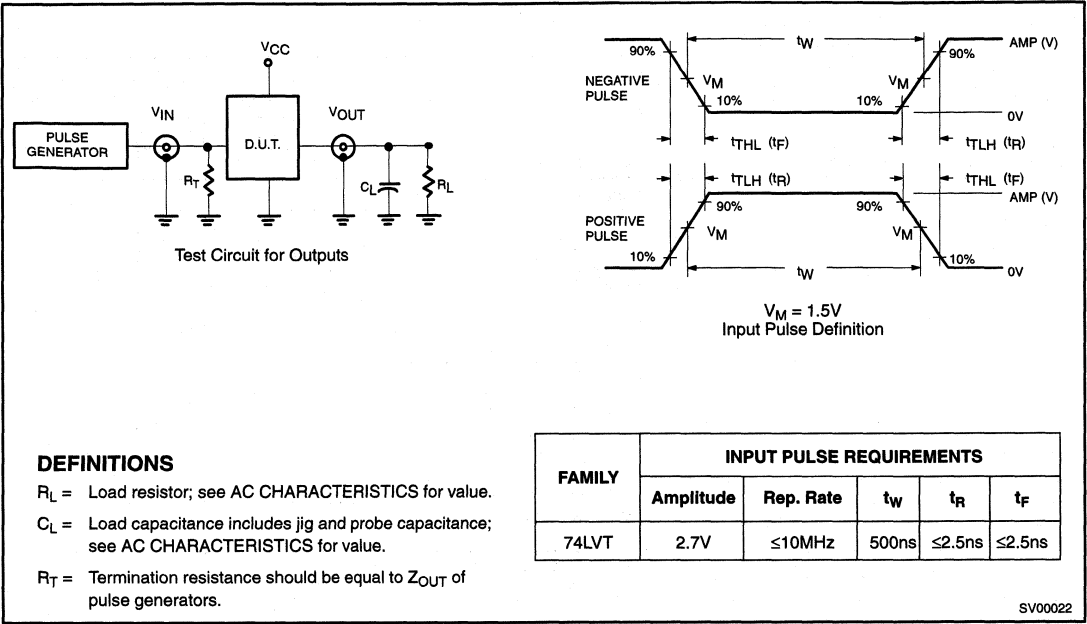 VCC
VIN
VOUT
PULSE
GENERATOR
D.U.T.
RT
CL
RL
Test Circuit for Outputs
90%
tW
90%
AMP (V)
NEGATIVE
PULSE
VM
VM
10%
10%
0V
tTHL (tF)
tTLH (tR)
tTLH (tR)
tTHL (tF)
AMP (V)
90%
90%
POSITIVE
PULSE
VM
VM
10%
10%
tW
0V
VM = 1.5V
Input Pulse Definition
DEFINITIONS
RL = Load resistor; see AC CHARACTERISTICS for value.
CL = Load capacitance includes jig and probe capacitance;
see AC CHARACTERISTICS for value.
RT = Termination resistance should be equal to ZOUT of
pulse generators.
FAMILY
INPUT PULSE REQUIREMENTS
Amplitude Rep. Rate tW tR tF
74LVT 2.7V ≤10MHz 500ns ≤2.5ns ≤2.5ns
SV00022